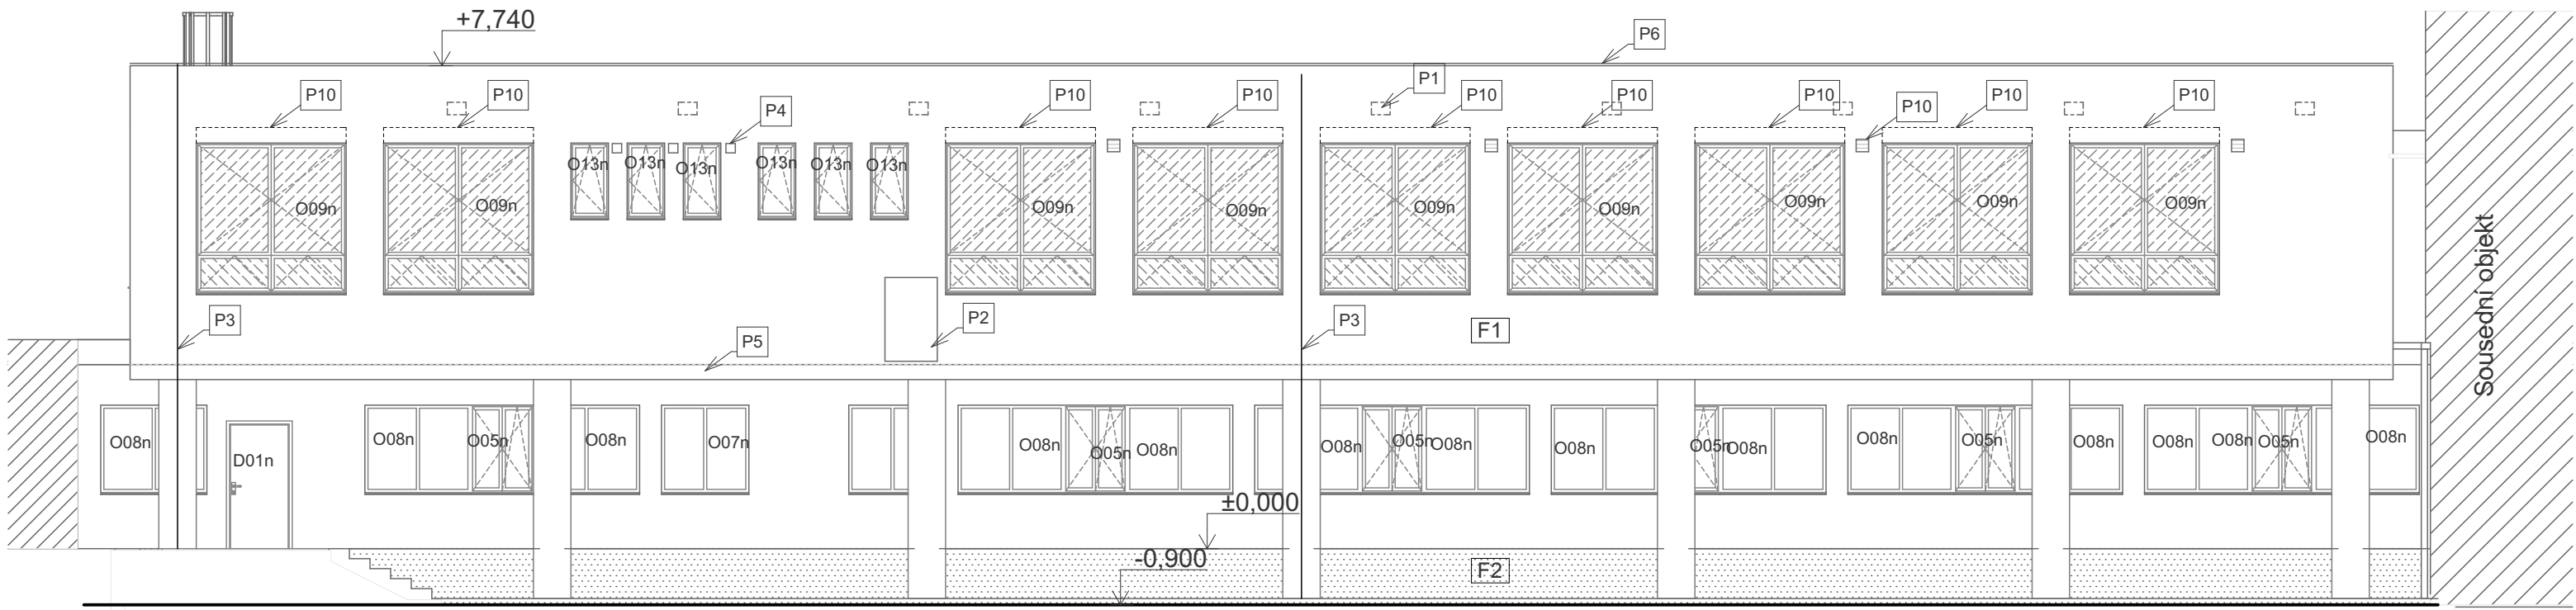 +7,740
P6
P1
P10
P10
P4
P10
P10
P10
P10
P10
P10
P10
P10
O13n
O13n
O13n
O13n
O13n
O13n
O09n
O09n
O09n
O09n
O09n
O09n
O09n
O09n
O09n
Sousední objekt
P3
P2
P3
F1
P5
O08n
D01n
O08n
O05n
O08n
O07n
O08n
O05n
O08n
O08n
O05n
O08n
O08n
O05n
O08n
O08n
O05n
O08n
O08n
O08n
O05n
O08n
±0,000
-0,900
F2